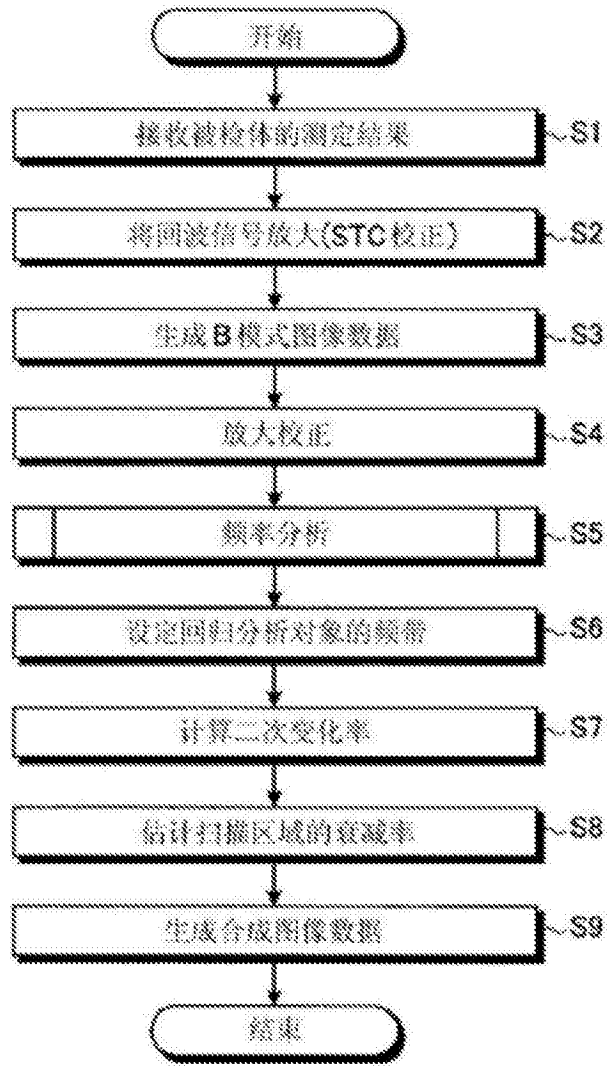 开始
接收被检体的测定结果 S1
将回波信号放大(STC校正) S2
生成B模式图像数据 S3
放大校正 S4
频率分析 S5
设定回归分析对象的频带 S6
计算二次变化率 S7
估计扫描区域的衰减率 S8
生成合成图像数据 S9
结束